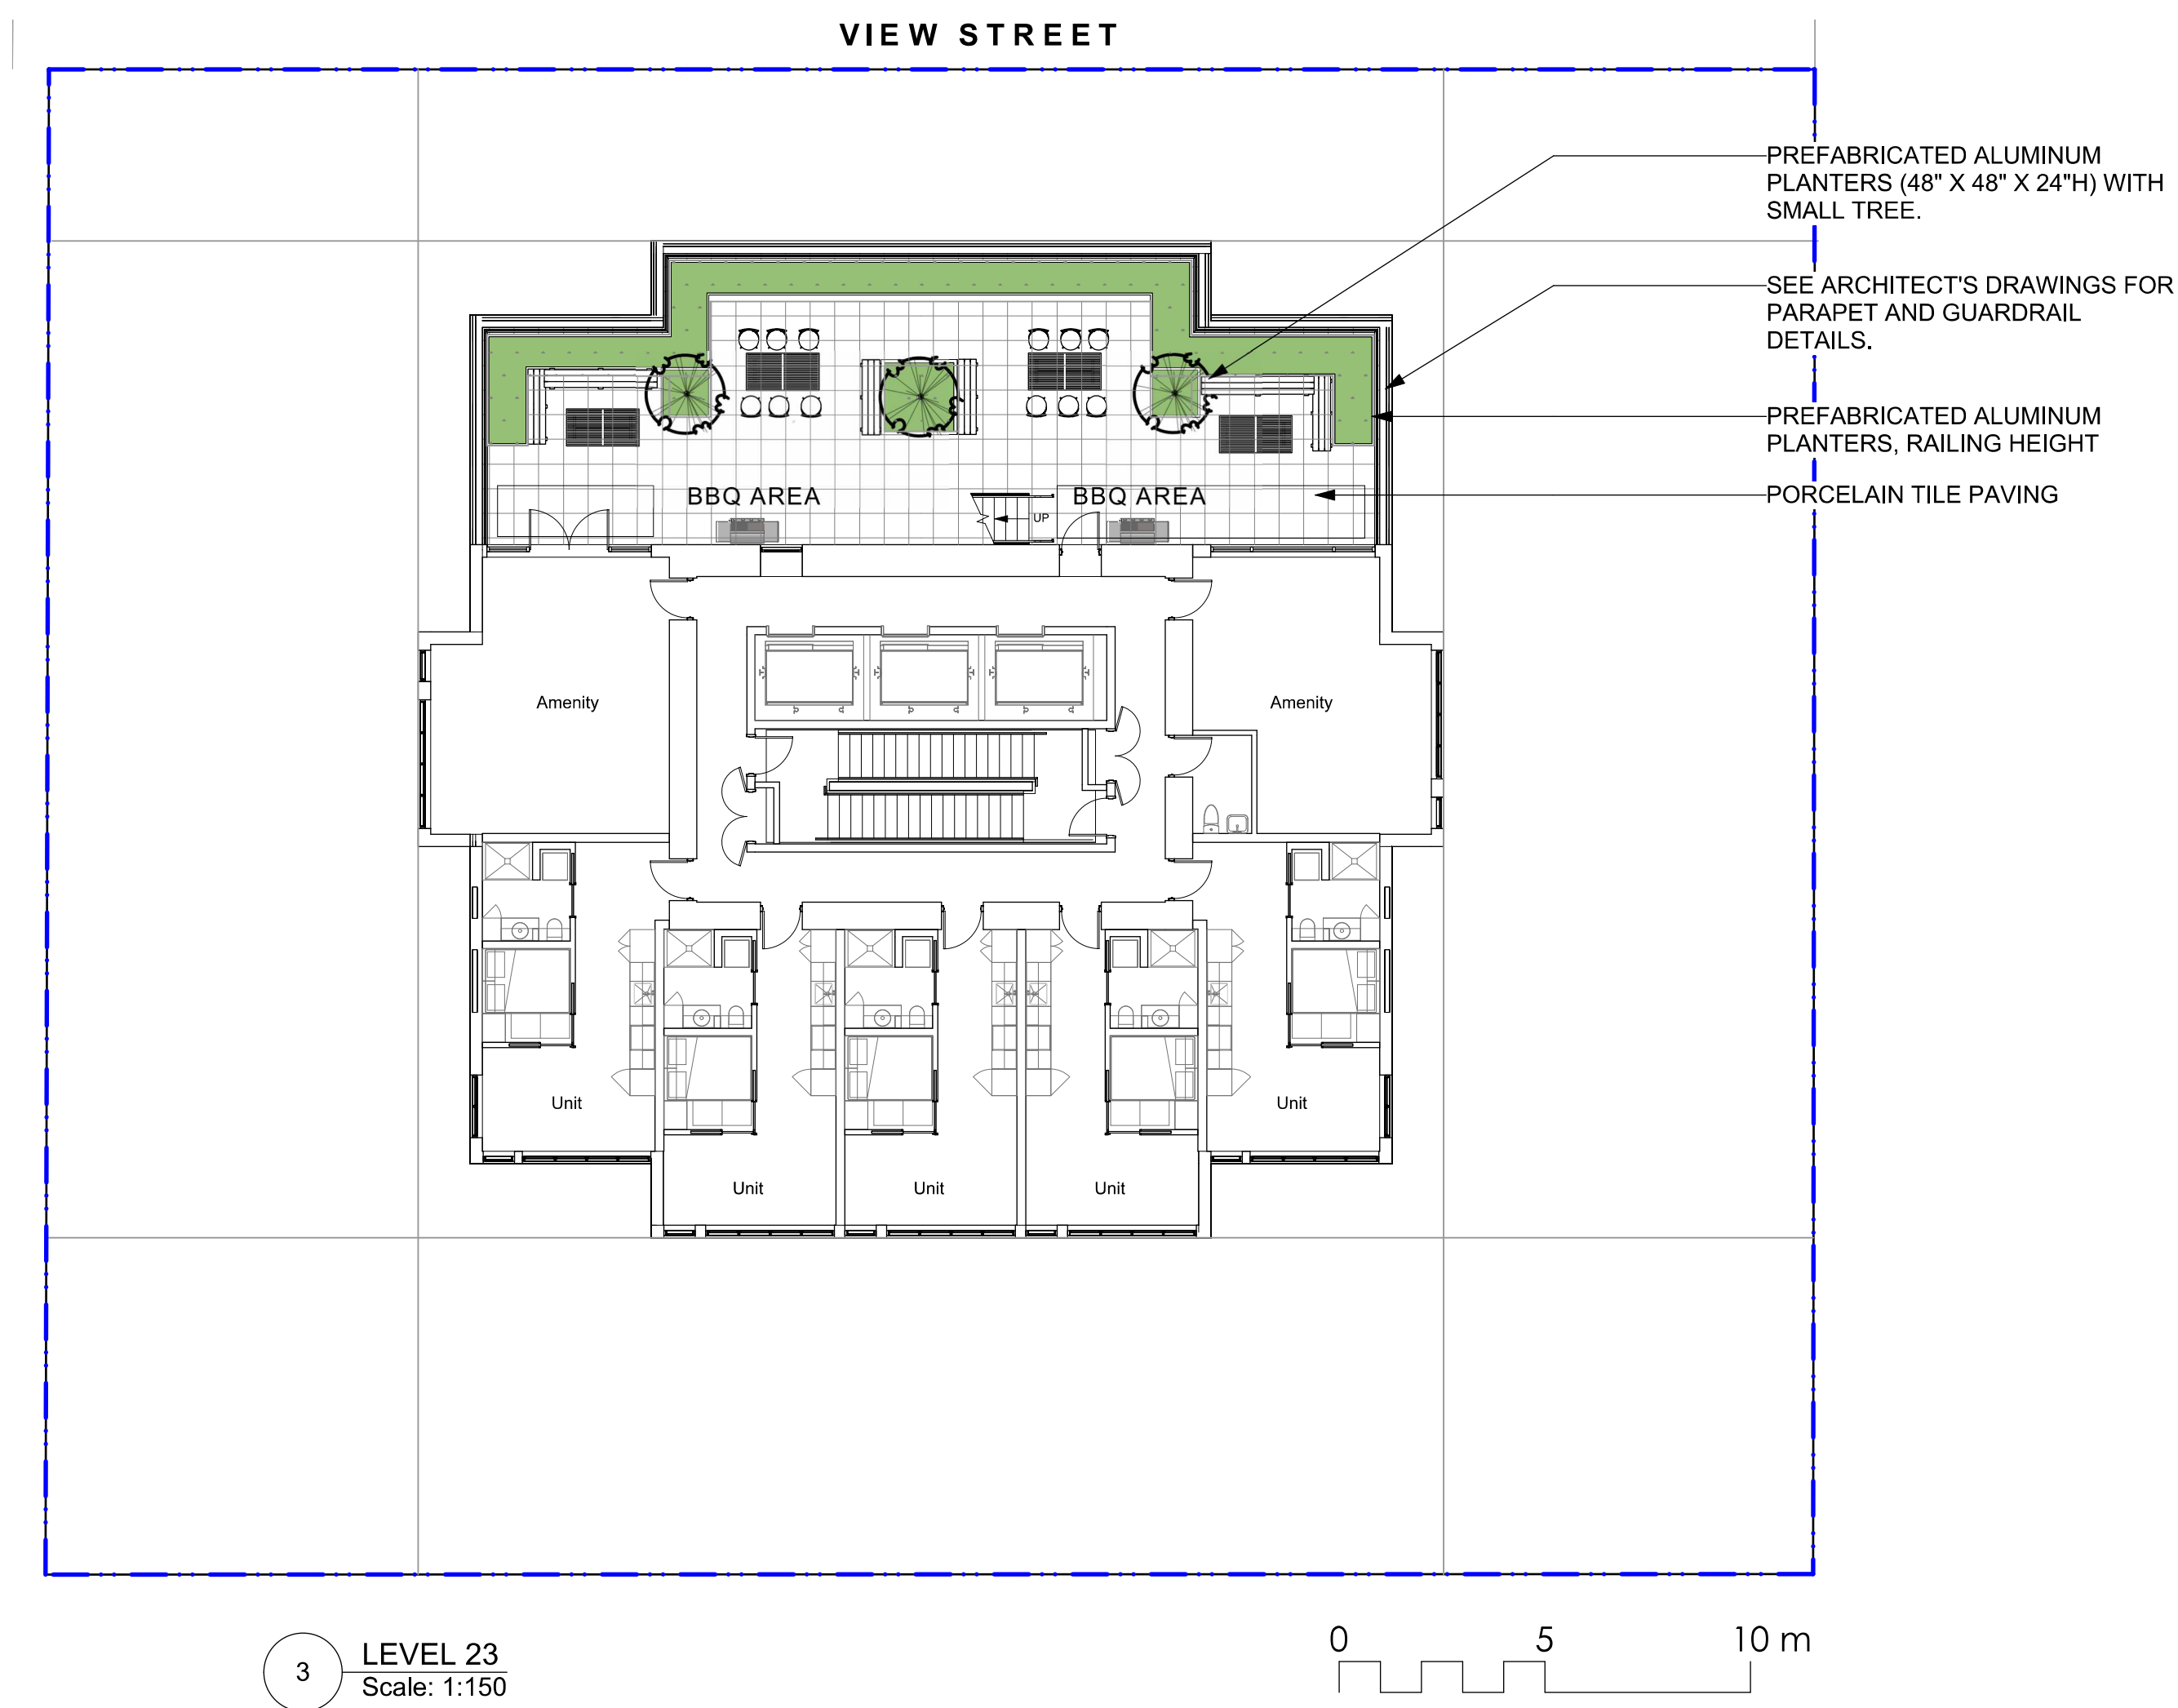 VIEW STREET
PREFABRICATED ALUMINUM
PLANTERS (48" X 48" X 24"H) WITH
SMALL TREE.
SEE ARCHITECT'S DRAWINGS FOR
PARAPET AND GUARDRAIL
DETAILS.
PREFABRICATED ALUMINUM
PLANTERS, RAILING HEIGHT
PORCELAIN TILE PAVING
BBQ AREA
BBQ AREA
UP
Amenity
Amenity
Unit
Unit
Unit
Unit
Unit
3
LEVEL 23
Scale: 1:150
0 5 10 m